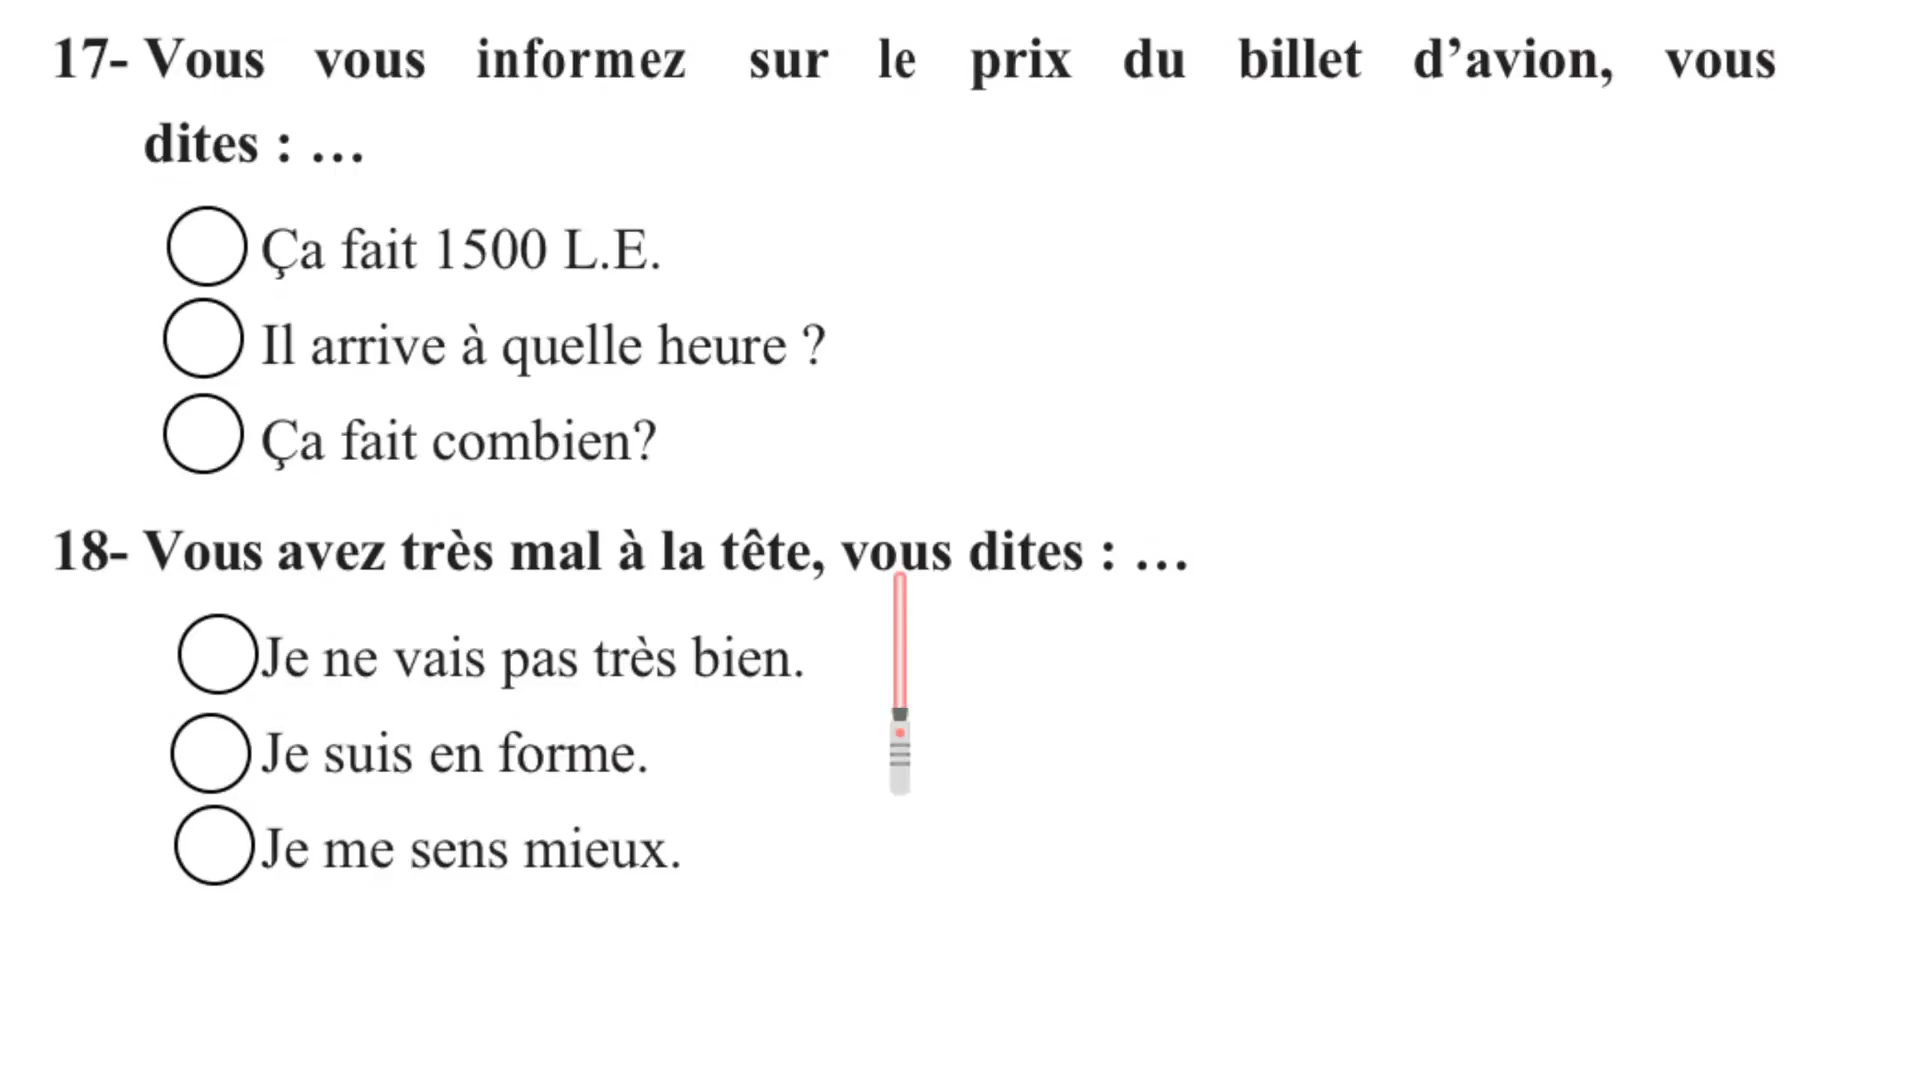 17- Vous vous informez sur le prix du billet d’avion, vous
dites : …
Ça fait 1500 L.E.
Il arrive à quelle heure ?
Ça fait combien?
18- Vous avez très mal à la tête, vous dites : …
Je ne vais pas très bien.
Je suis en forme.
Je me sens mieux.